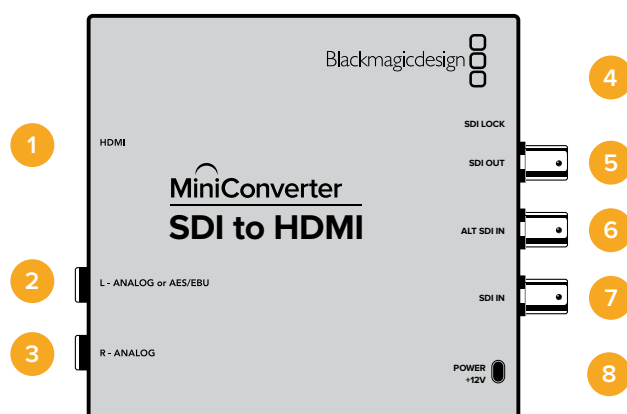 Blackmagicdesign
4
SDI LOCK
1
HDMI
SDI OUT
5
MiniConverter
SDI to HDMI
ALT SDI IN
6
2
L - ANALOG or AES/EBU
SDI IN
7
3
R - ANALOG
POWER
+12V
8